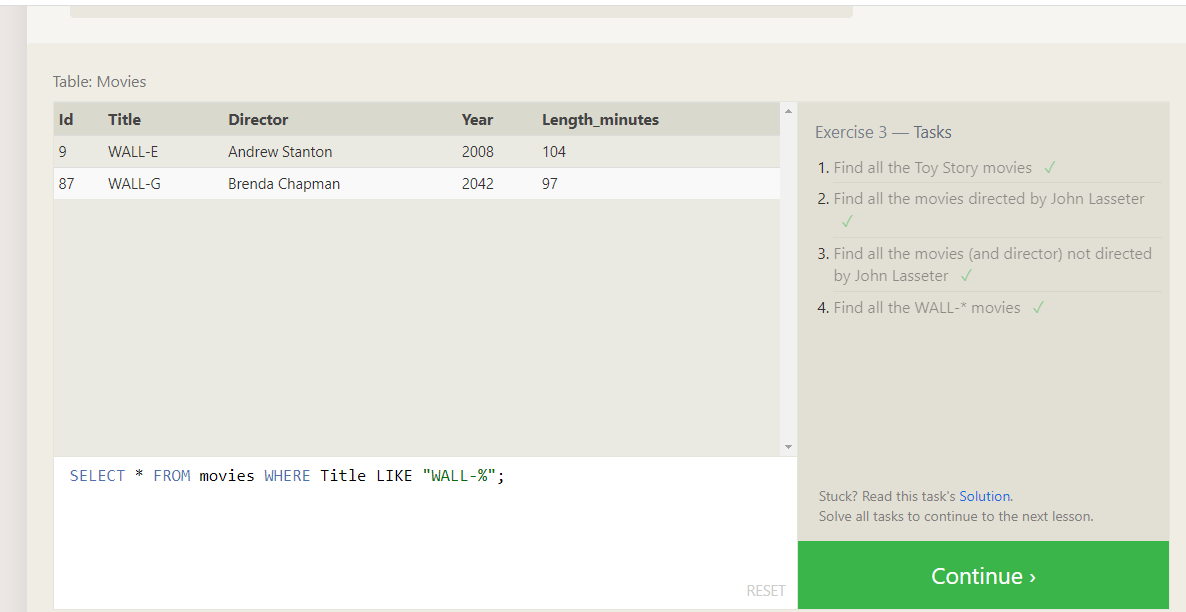 Table: Movies
Id Title Director Year Length_minutes
9 WALL-E Andrew Stanton 2008 104
87 WALL-G Brenda Chapman 2042 97
SELECT * FROM movies WHERE Title LIKE "WALL-%";
RESET
Exercise 3 — Tasks
1. Find all the Toy Story movies ✓
2. Find all the movies directed by John Lasseter
✓
3. Find all the movies (and director) not directed
by John Lasseter ✓
4. Find all the WALL-* movies ✓
Stuck? Read this task's Solution.
Solve all tasks to continue to the next lesson.
Continue ›